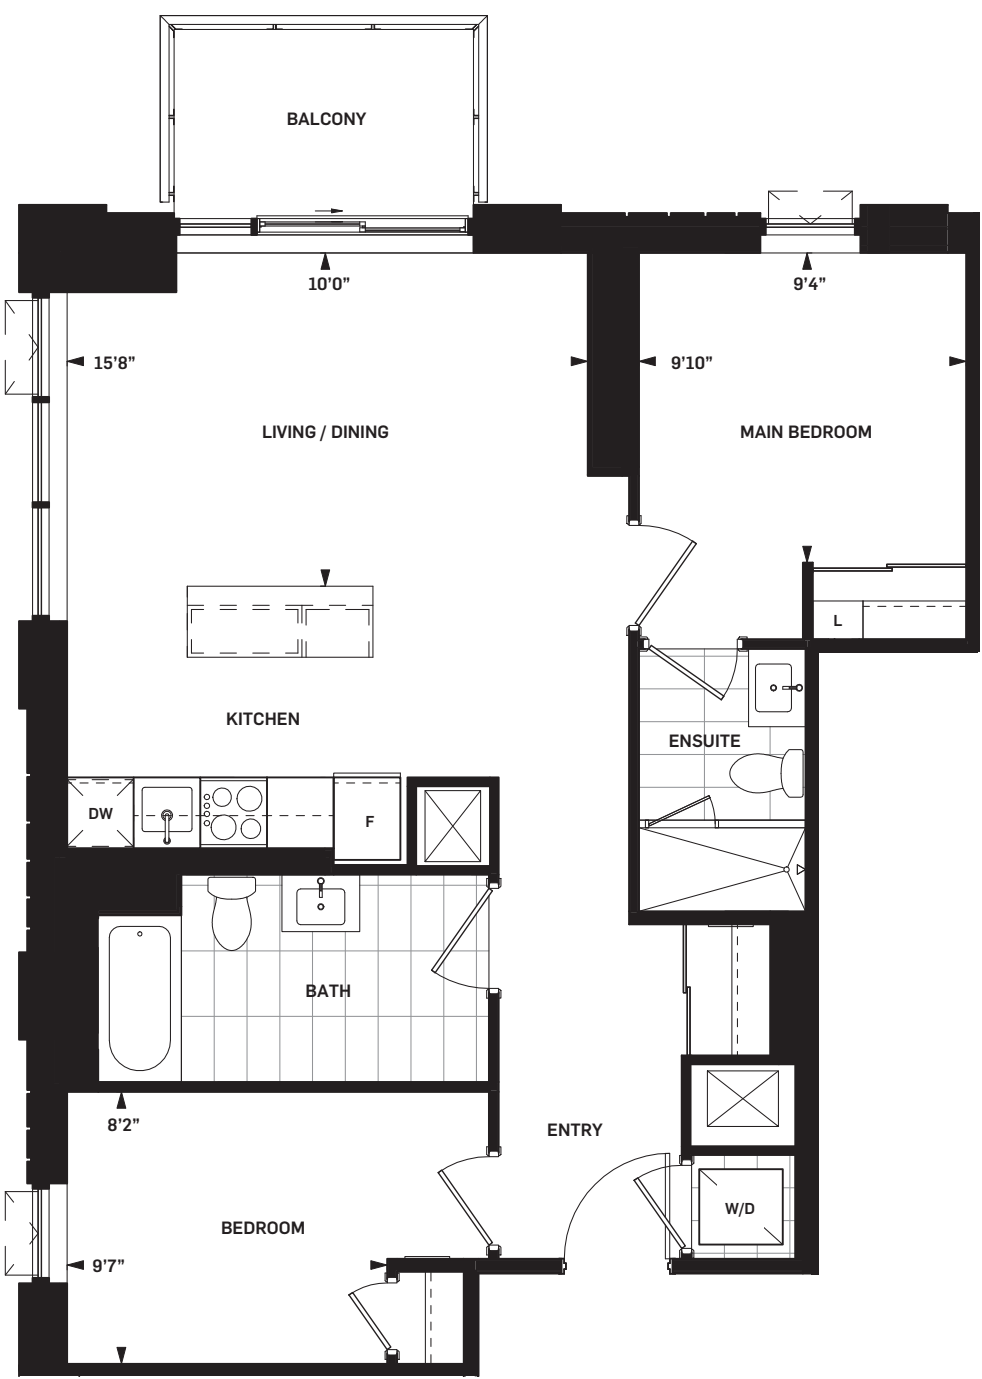 BALCONY
10’0”
9’4”
15’8”
9’10”
LIVING / DINING
MAIN BEDROOM
L
KITCHEN
ENSUITE
DW
F
BATH
8’2”
ENTRY
W/D
BEDROOM
9’7”